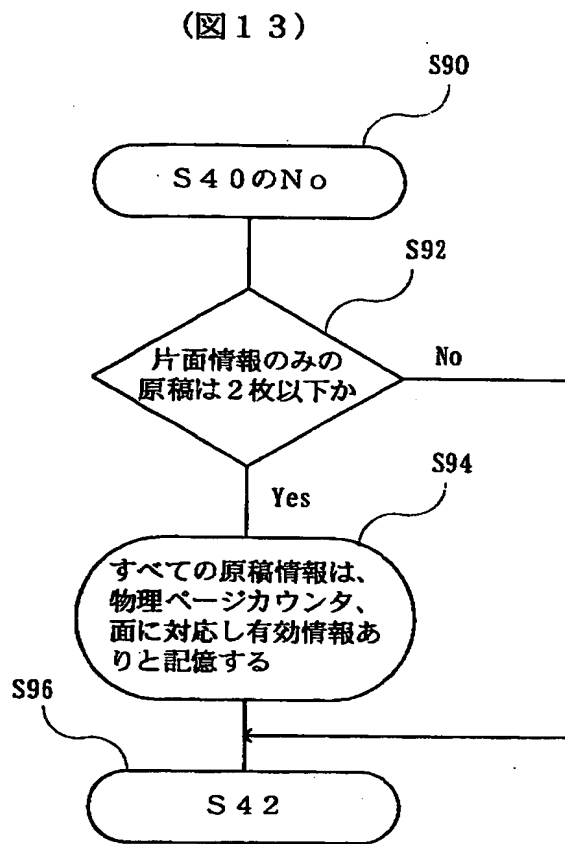 (図13)
S90
S40のNo
S92
片面情報のみの
原稿は2枚以下か
No
S94
Yes
すべての原稿情報は、
物理ページカウンタ、
面に対応し有効情報あ
りと記憶する
S96
S42